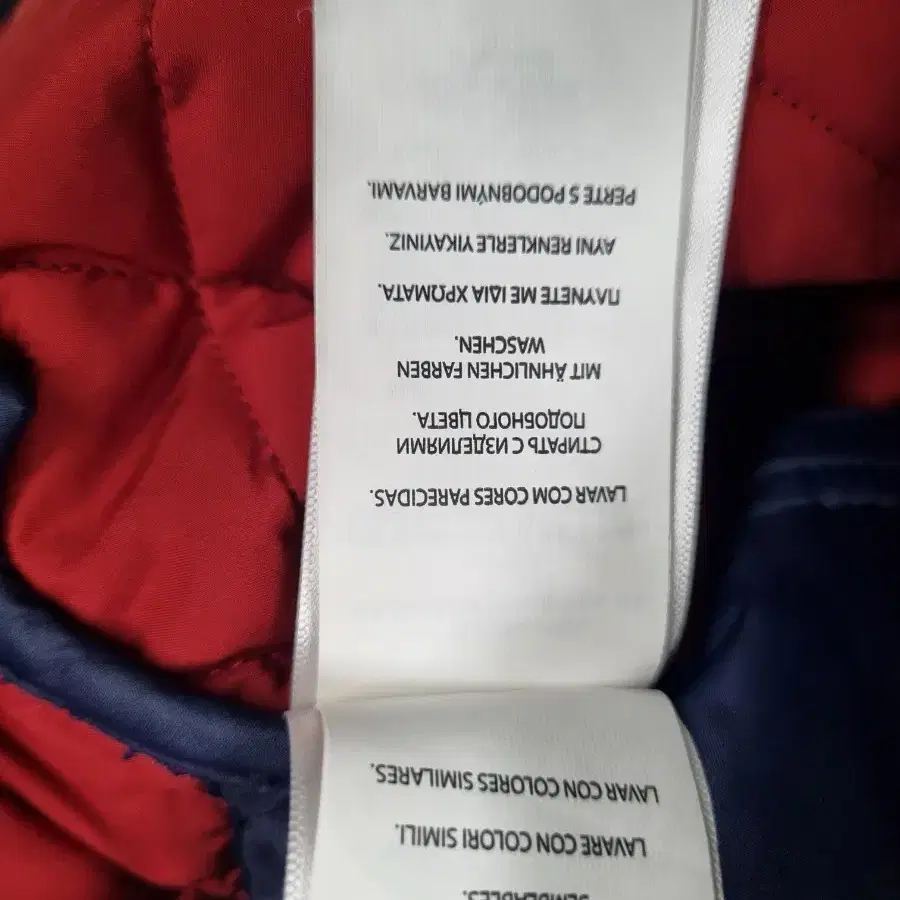 SEMBLABLES.
LAVARE CON COLORI SIMILI.
LAVAR CON COLORES SIMILARES.
LAVAR COM CORES PARECIDAS.
СТИРАТЬ С ИЗДЕЛИЯМИ
ПОДОБНОГО ЦВЕТА.
MIT ÄHNLICHEN FARBEN
WASCHEN.
ΠΛΥΝΕΤΕ ΜΕ ΙΔΙΑ ΧΡΩΜΑΤΑ.
AYNI RENKLERLE YIKAYINIZ.
PERTE S PODOBNÝMI BARVAMI.